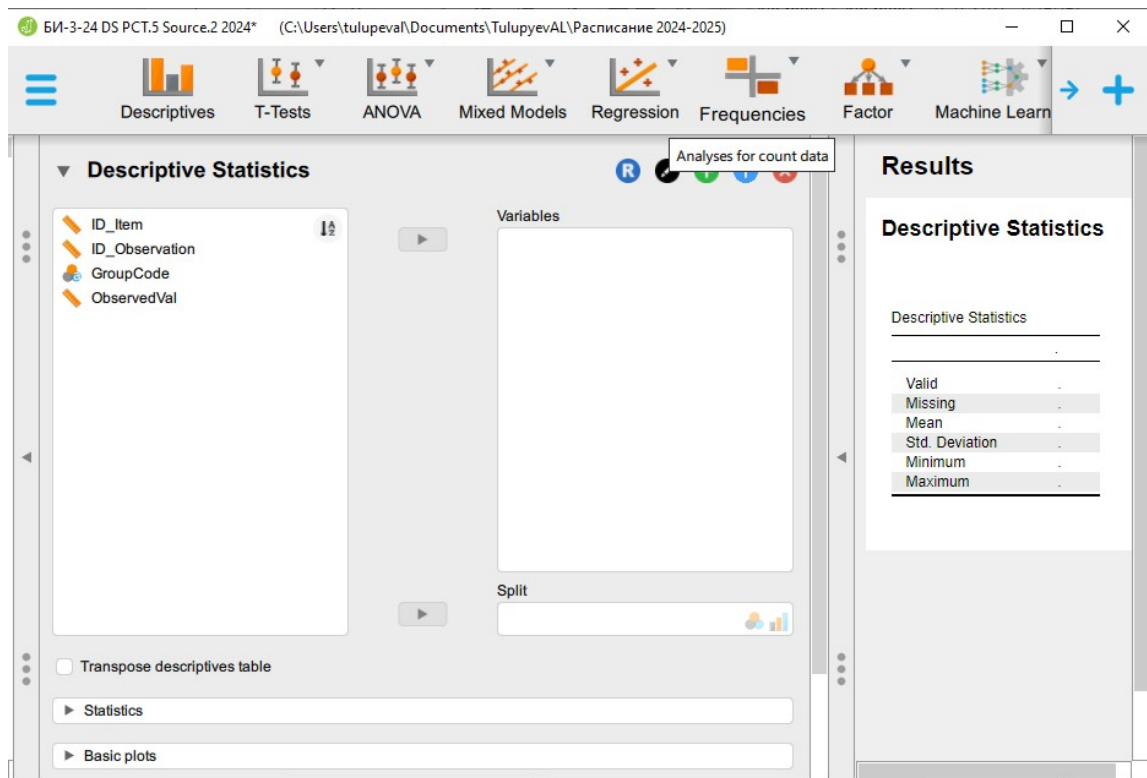 БИ-3-24 DS PCT.5 Source.2 2024* (C:\Users\tulupeval\Documents\TulupyevAL\Расписание 2024-2025)
Descriptives T-Tests ANOVA Mixed Models Regression Frequencies Factor Machine Learn
Analyses for count data
Descriptive Statistics
R
ID_Item
ID_Observation
GroupCode
ObservedVal
Variables
Split
Transpose descriptives table
Statistics
Basic plots
Results
Descriptive Statistics
Descriptive Statistics
.
Valid .
Missing .
Mean .
Std. Deviation .
Minimum .
Maximum .